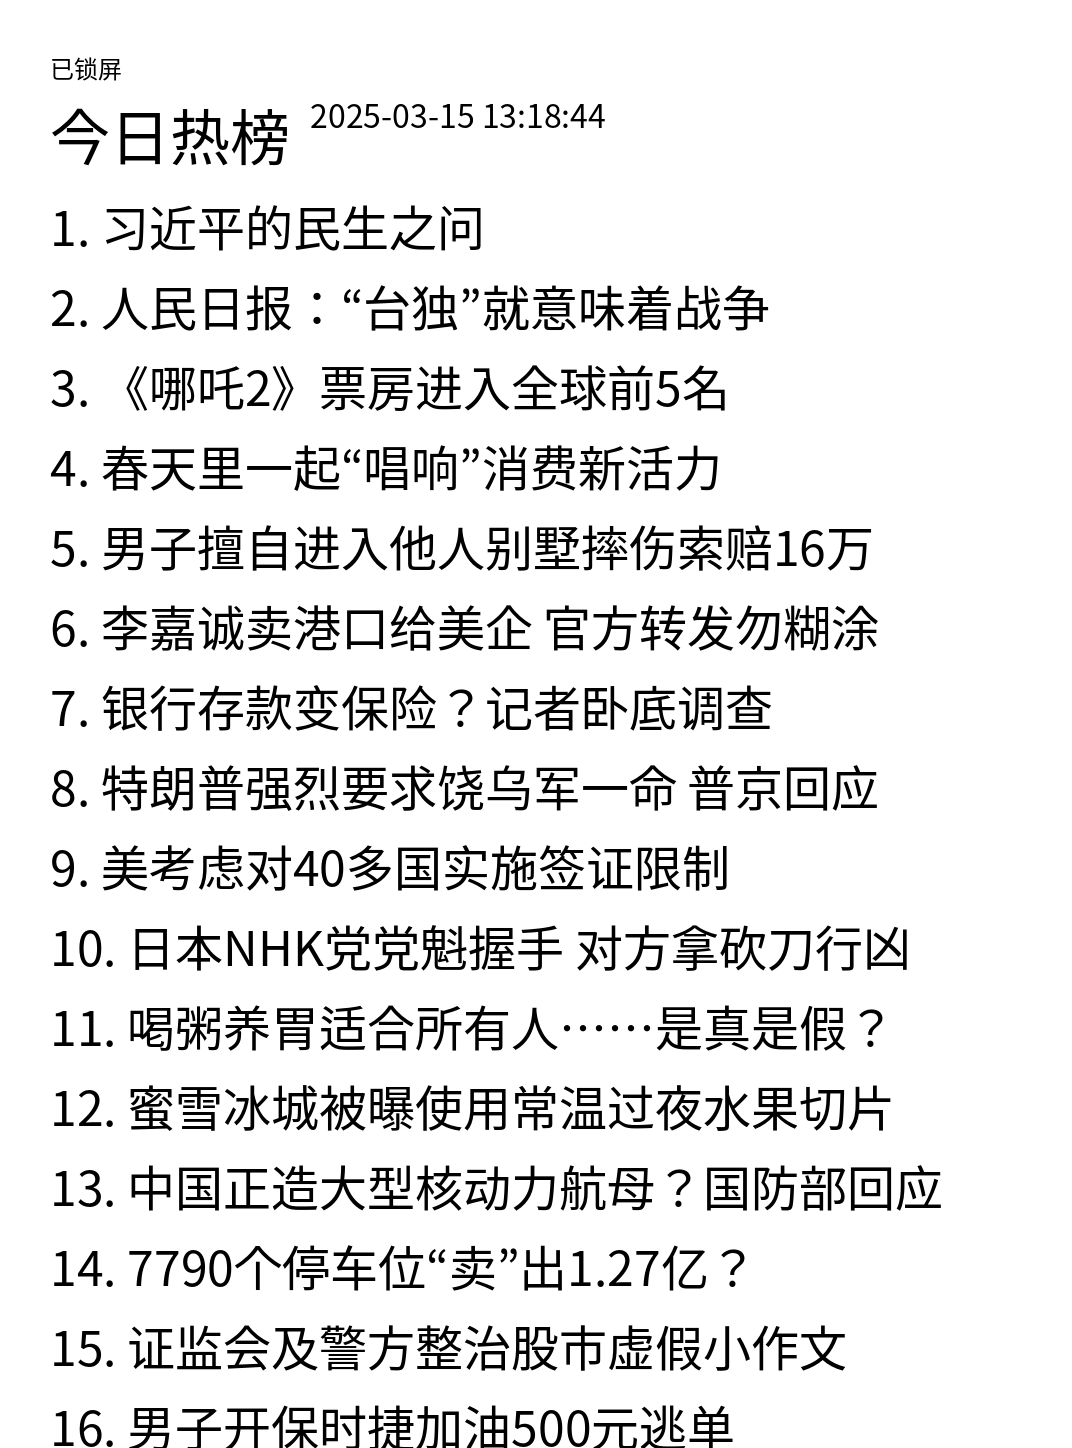 已锁屏
今日热榜 2025-03-15 13:18:44
1. 习近平的民生之问
2. 人民日报：“台独”就意味着战争
3. 《哪吒2》票房进入全球前5名
4. 春天里一起“唱响”消费新活力
5. 男子擅自进入他人别墅摔伤索赔16万
6. 李嘉诚卖港口给美企 官方转发勿糊涂
7. 银行存款变保险？记者卧底调查
8. 特朗普强烈要求饶乌军一命 普京回应
9. 美考虑对40多国实施签证限制
10. 日本NHK党党魁握手 对方拿砍刀行凶
11. 喝粥养胃适合所有人……是真是假？
12. 蜜雪冰城被曝使用常温过夜水果切片
13. 中国正造大型核动力航母？国防部回应
14. 7790个停车位“卖”出1.27亿？
15. 证监会及警方整治股市虚假小作文
16. 男子开保时捷加油500元逃单